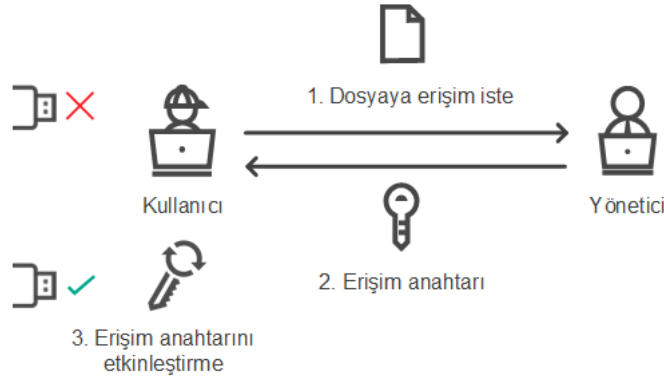 1. Dosyaya erişim iste
Kullanıcı
Yönetici
2. Erişim anahtarı
3. Erişim anahtarını
etkinleştirme